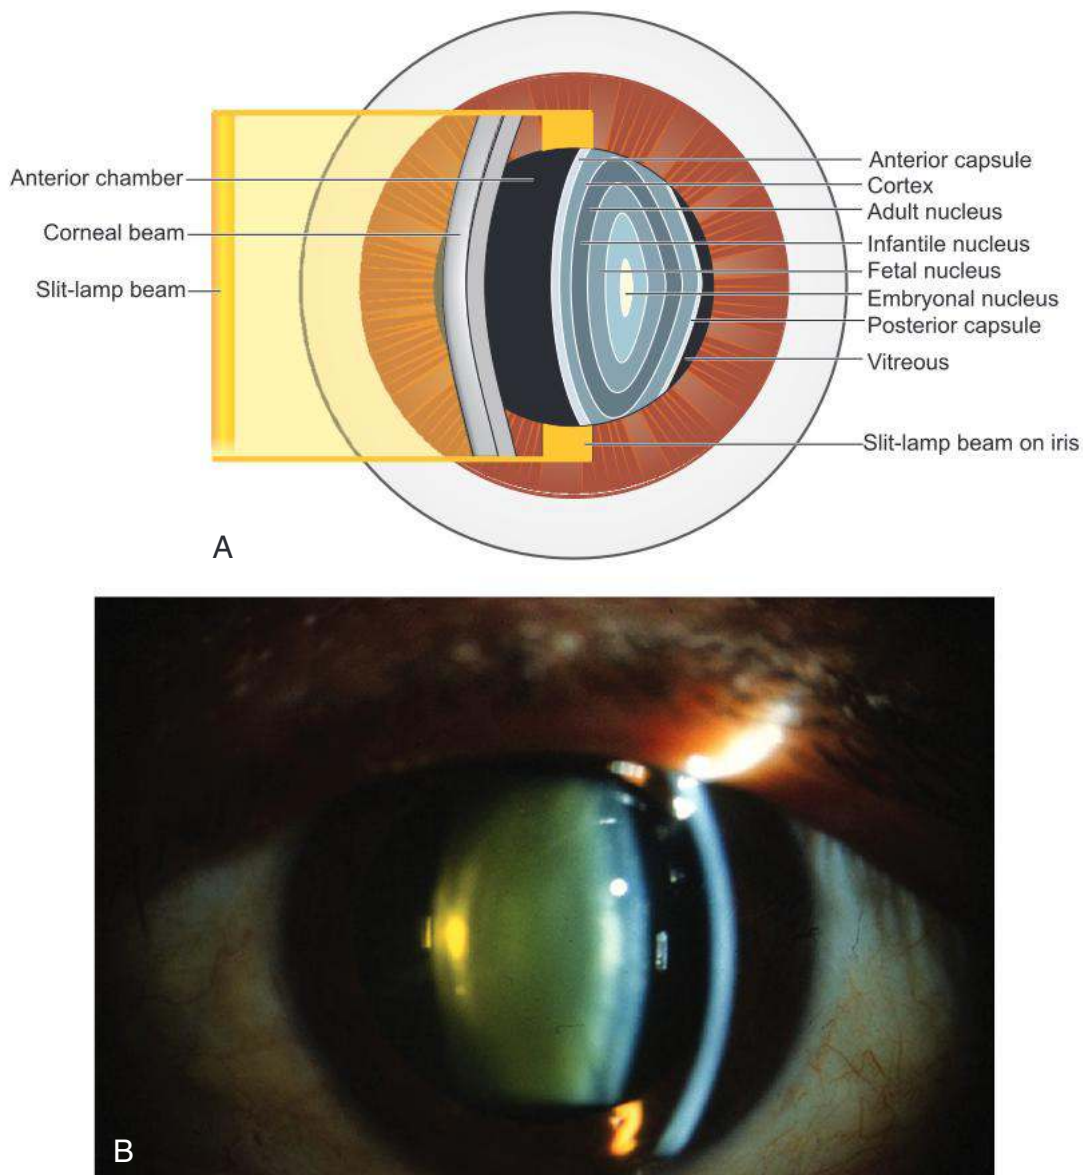 Anterior chamber
Corneal beam
Slit-lamp beam
Anterior capsule
Cortex
Adult nucleus
Infantile nucleus
Fetal nucleus
Embryonal nucleus
Posterior capsule
Vitreous
Slit-lamp beam on iris
A
B